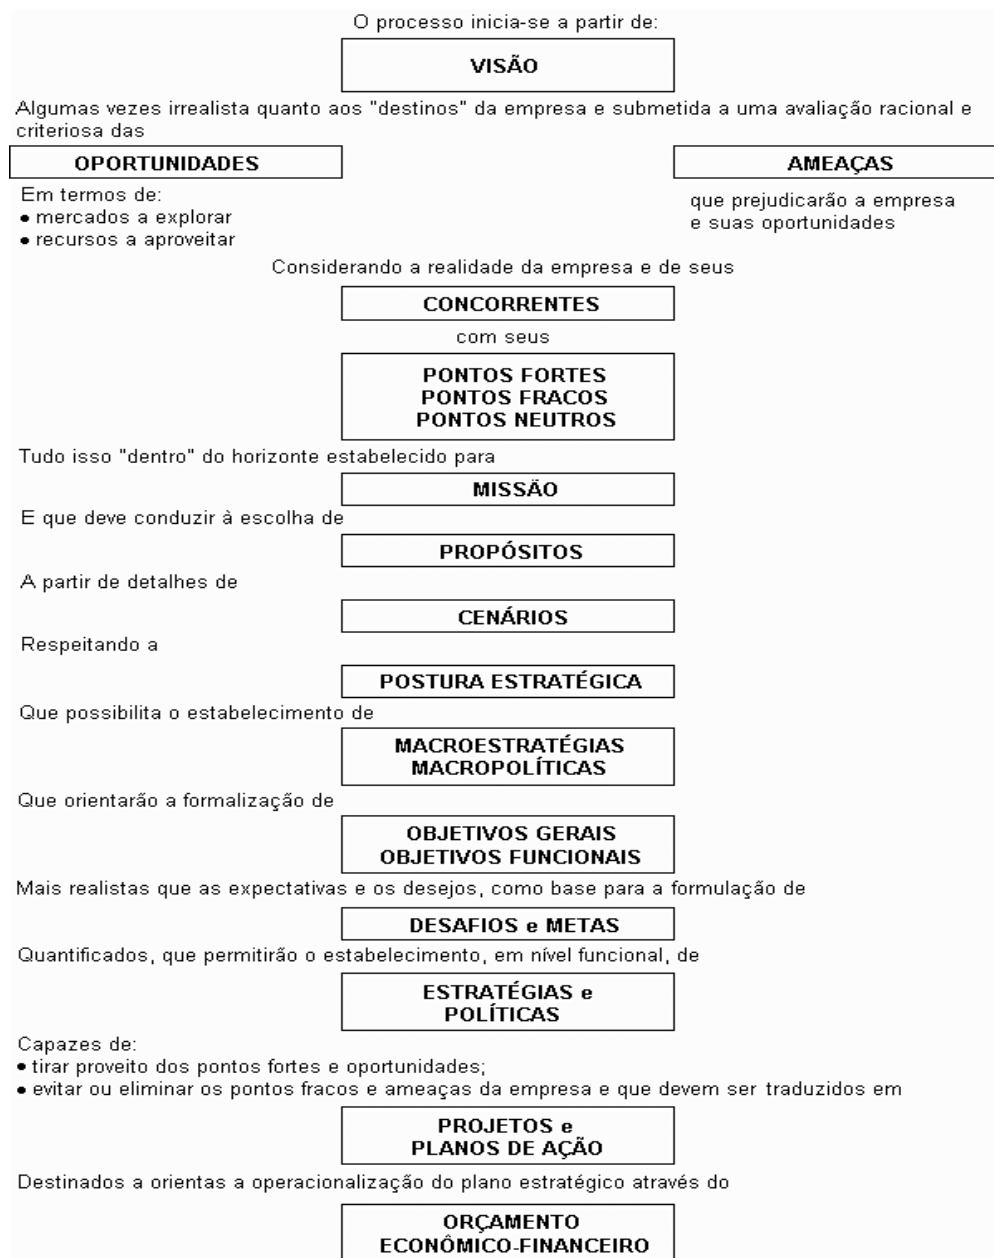 O processo inicia-se a partir de:
VISÃO
Algumas vezes irrealista quanto aos "destinos" da empresa e submetida a uma avaliação racional e
criteriosa das
OPORTUNIDADES
AMEAÇAS
Em termos de:
• mercados a explorar
• recursos a aproveitar
que prejudicarão a empresa
e suas oportunidades
Considerando a realidade da empresa e de seus
CONCORRENTES
com seus
PONTOS FORTES
PONTOS FRACOS
PONTOS NEUTROS
Tudo isso "dentro" do horizonte estabelecido para
MISSÃO
E que deve conduzir à escolha de
PROPÓSITOS
A partir de detalhes de
CENÁRIOS
Respeitando a
POSTURA ESTRATÉGICA
Que possibilita o estabelecimento de
MACROESTRATÉGIAS
MACROPOLÍTICAS
Que orientarão a formalização de
OBJETIVOS GERAIS
OBJETIVOS FUNCIONAIS
Mais realistas que as expectativas e os desejos, como base para a formulação de
DESAFIOS e METAS
Quantificados, que permitirão o estabelecimento, em nível funcional, de
ESTRATÉGIAS e
POLÍTICAS
Capazes de:
• tirar proveito dos pontos fortes e oportunidades;
• evitar ou eliminar os pontos fracos e ameaças da empresa e que devem ser traduzidos em
PROJETOS e
PLANOS DE AÇÃO
Destinados a orientas a operacionalização do plano estratégico através do
ORÇAMENTO
ECONÔMICO-FINANCEIRO